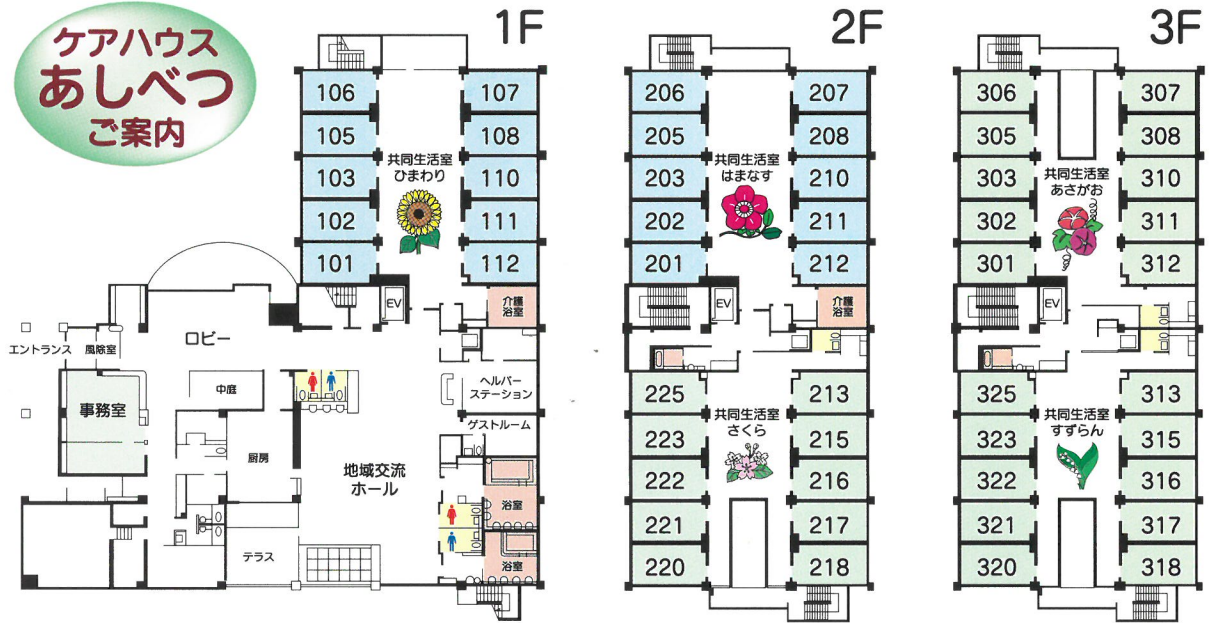 ケアハウス
あしべつ
ご案内
1F
106
107
105
108
共同生活室
ひまわり
103
110
102
111
101
112
EV
介護
浴室
ロビー
エントランス
風除室
中庭
ヘルパー
ステーション
事務室
ゲストルーム
厨房
地域交流
ホール
浴室
テラス
浴室
2F
206
207
205
208
共同生活室
はまなす
203
210
202
211
201
212
EV
介護
浴室
225
213
共同生活室
さくら
223
215
222
216
221
217
220
218
3F
306
307
305
308
共同生活室
あさがお
303
310
302
311
301
312
EV
325
313
共同生活室
すずらん
323
315
322
316
321
317
320
318